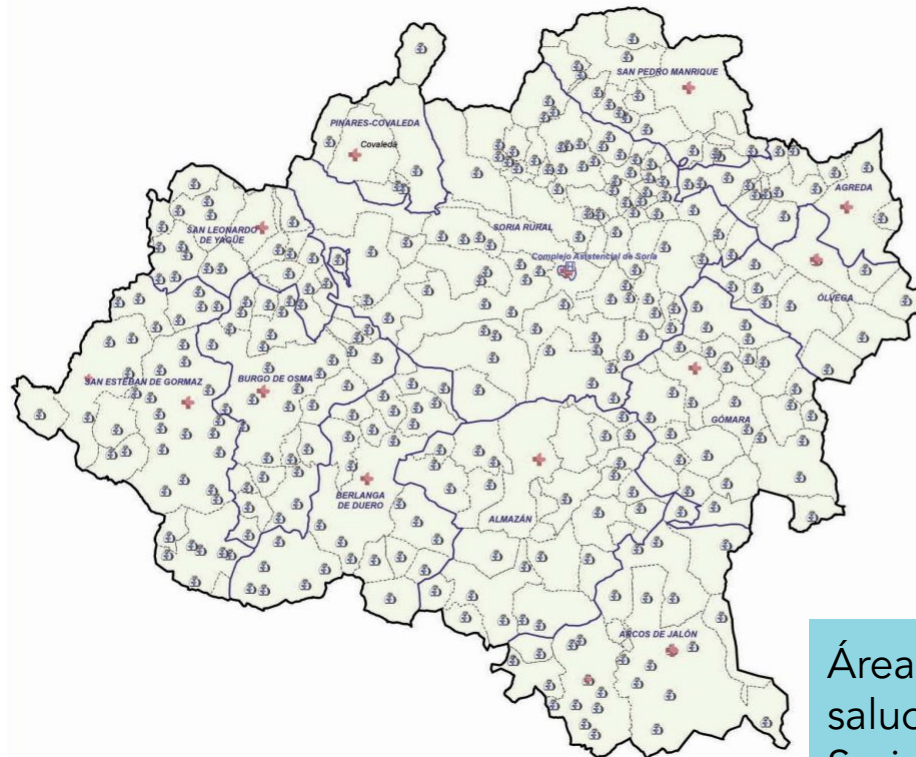 SAN PEDRO MANRIQUE
PINARES-COVALEDA
Covaleda
AGREDA
SAN LEONARDO
DE YAGÜE
SORIA RURAL
Complejo Asistencial de Soria
ÓLVEGA
SAN ESTEBAN DE GORMAZ
BURGO DE OSMA
GÓMARA
BERLANGA
DE DUERO
ALMAZÁN
ARCOS DE JALÓN
Área
salud